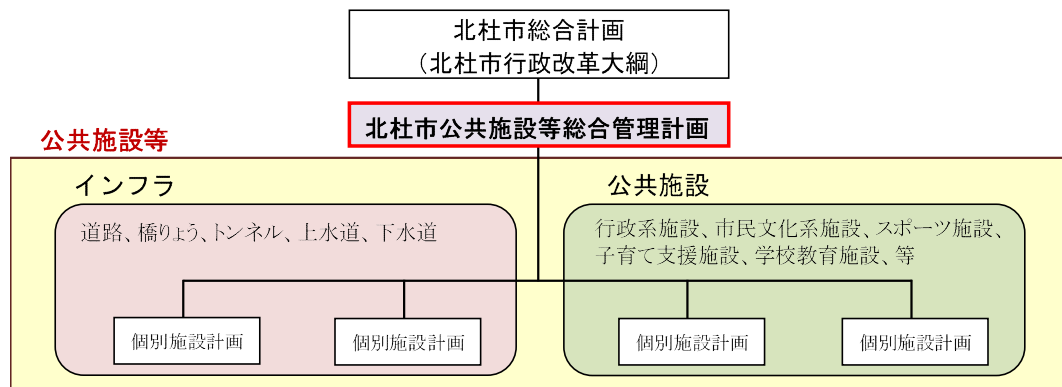 北杜市総合計画
（北杜市行政改革大綱）
北杜市公共施設等総合管理計画
公共施設等
インフラ
道路、橋りょう、トンネル、上水道、下水道
個別施設計画
個別施設計画
公共施設
行政系施設、市民文化系施設、スポーツ施設、
子育て支援施設、学校教育施設、等
個別施設計画
個別施設計画